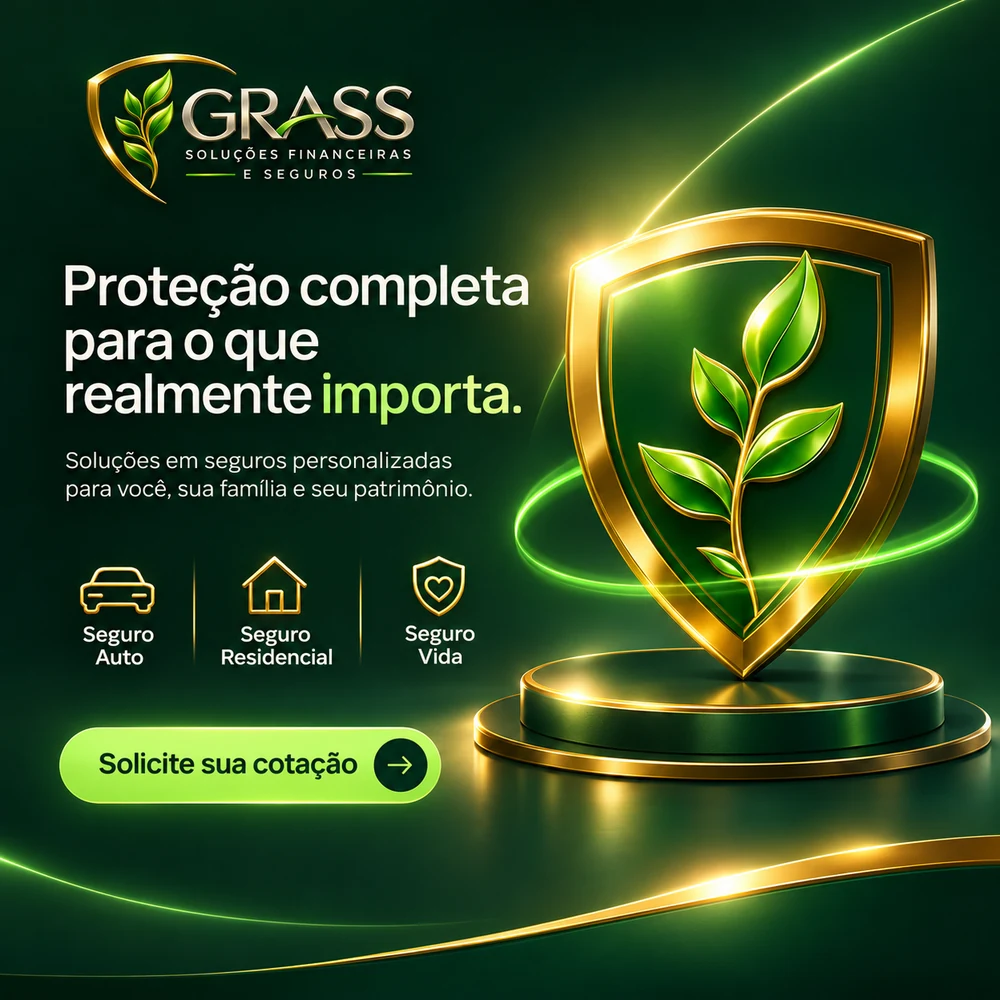 GRASS
SOLUÇÕES FINANCEIRAS
E SEGUROS
Proteção completa
para o que
realmente importa.
Soluções em seguros personalizadas
para você, sua família e seu patrimônio.
Seguro
Auto
Seguro
Residencial
Seguro
Vida
Solicite sua cotação